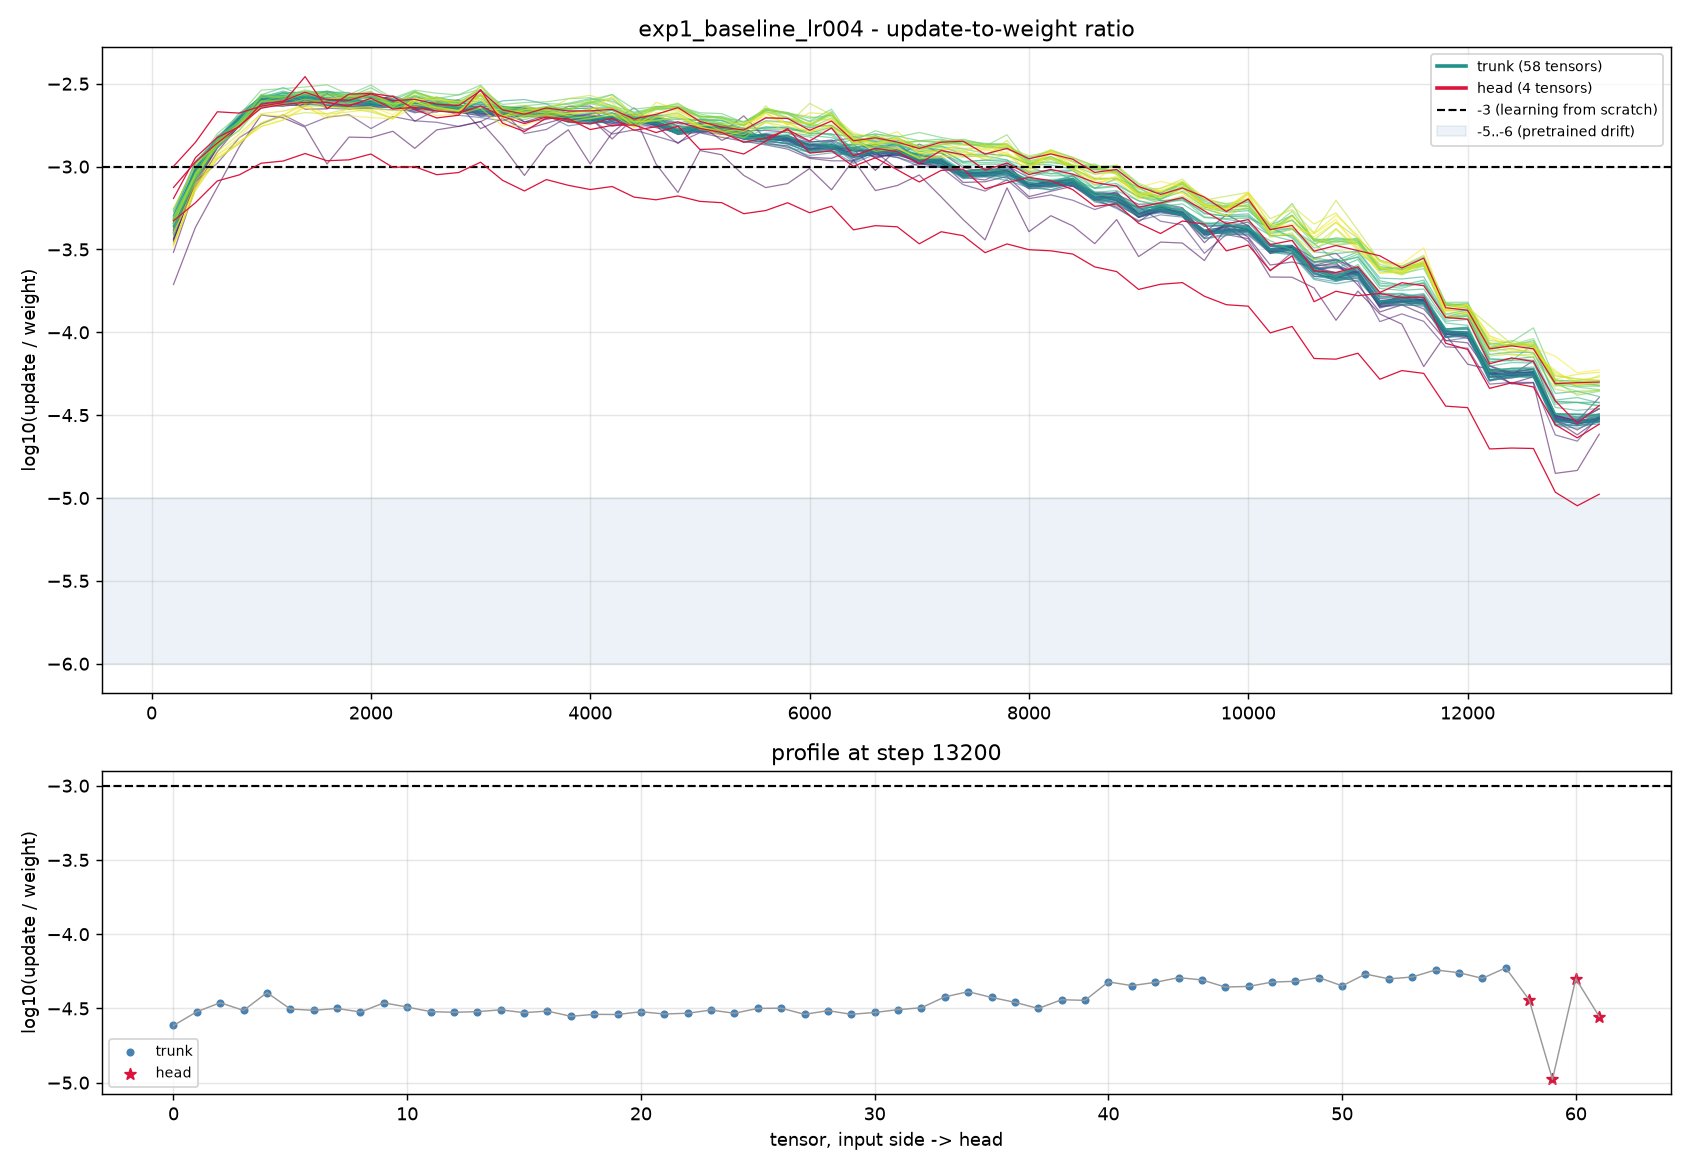 exp1_baseline_lr004 - update-to-weight ratio
log10(update / weight)
−2.5
−3.0
−3.5
−4.0
−4.5
−5.0
−5.5
−6.0
trunk (58 tensors)
head (4 tensors)
-3 (learning from scratch)
-5..-6 (pretrained drift)
0 2000 4000 6000 8000 10000 12000
profile at step 13200
log10(update / weight)
−3.0
−3.5
−4.0
−4.5
−5.0
trunk
head
0 10 20 30 40 50 60
tensor, input side -> head